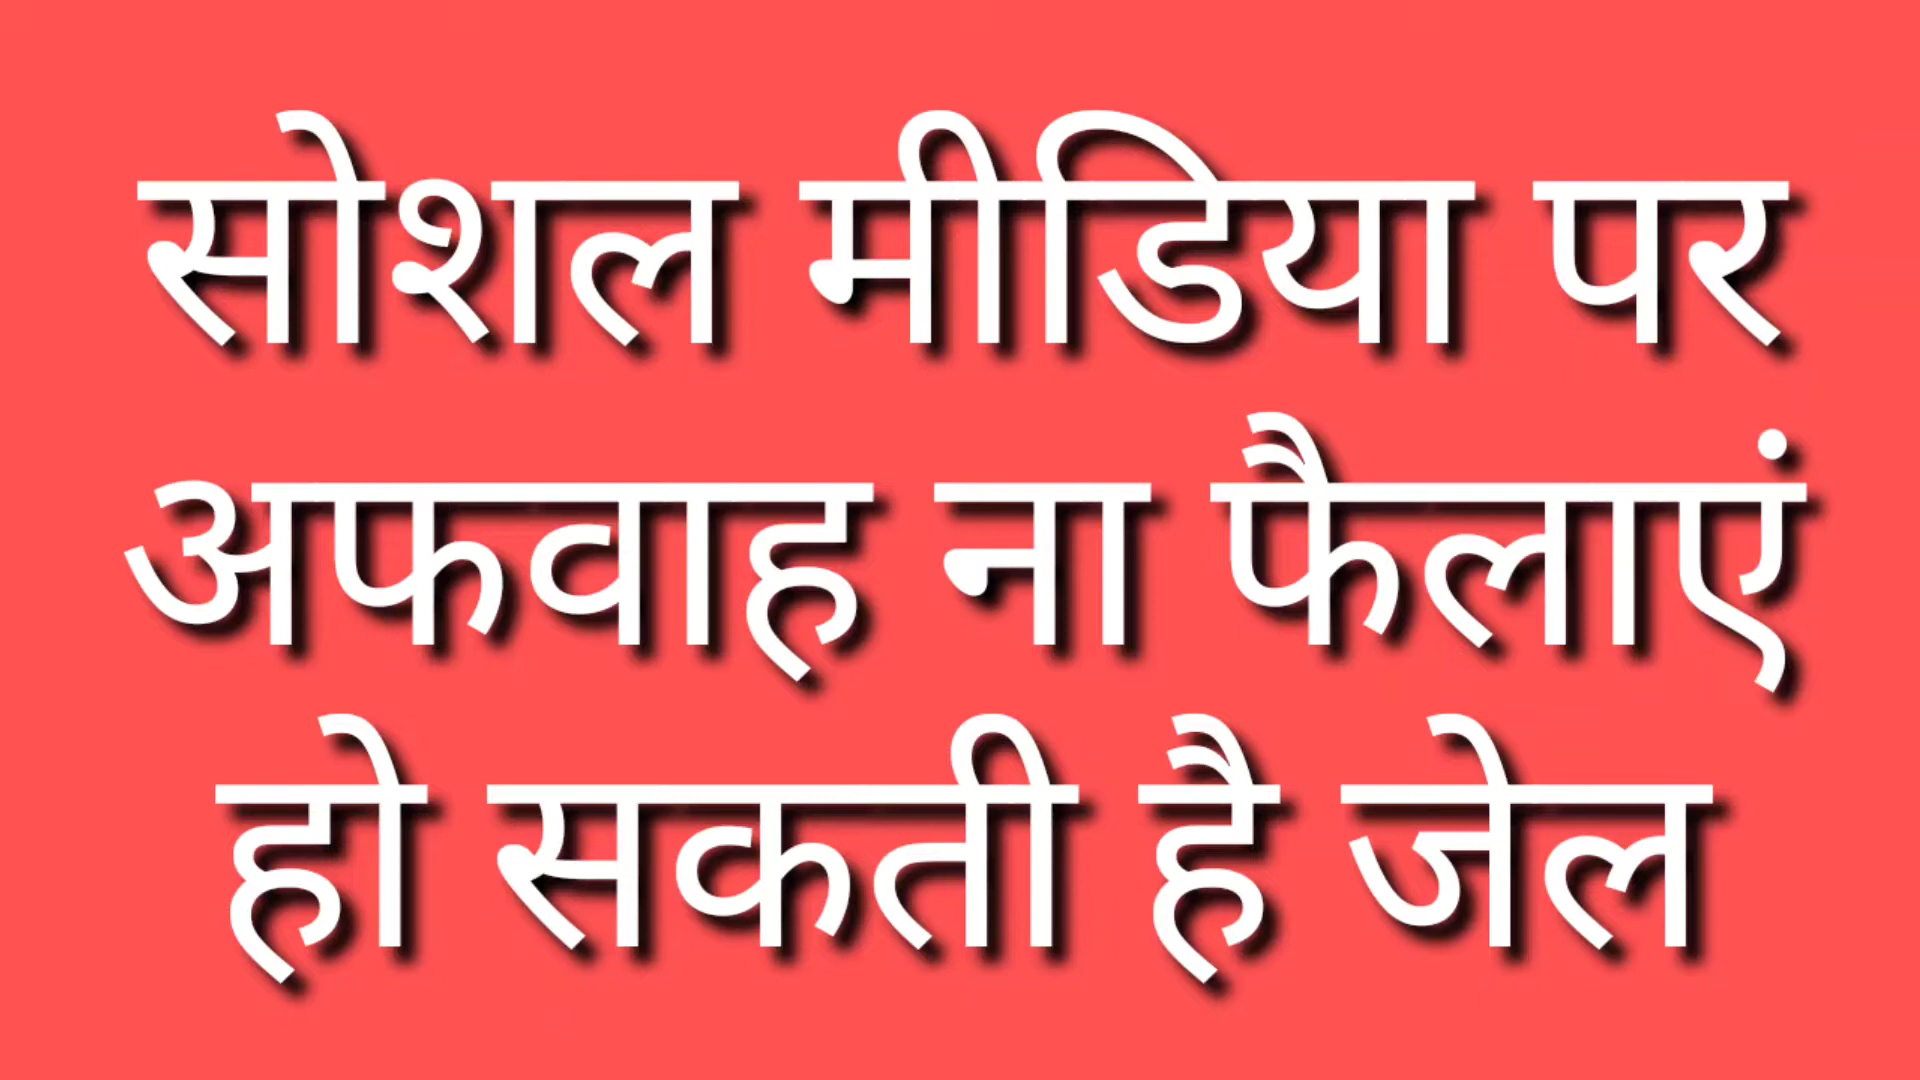 सोशल मीडिया पर
अफवाह ना फैलाएं
हो सकती है जेल